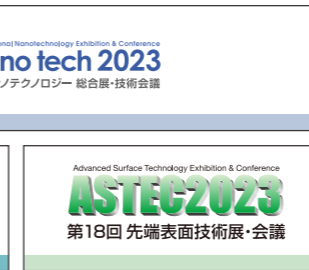 onal Nanotechnology Exhibition & Conference
no tech 2023
ノテクノロジー 総合展・技術会議
Advanced Surface Technology Exhibition & Conference
ASTEC2023
第18回 先端表面技術展・会議